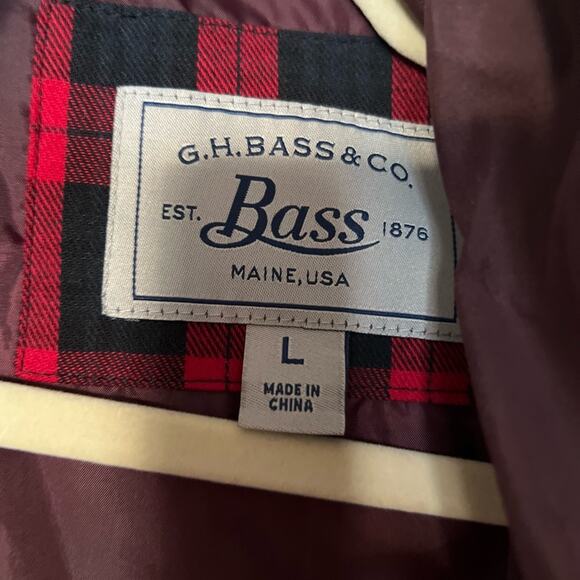 G.H.BASS & CO.
EST. Bass 1876
MAINE, USA
L
MADE IN
CHINA